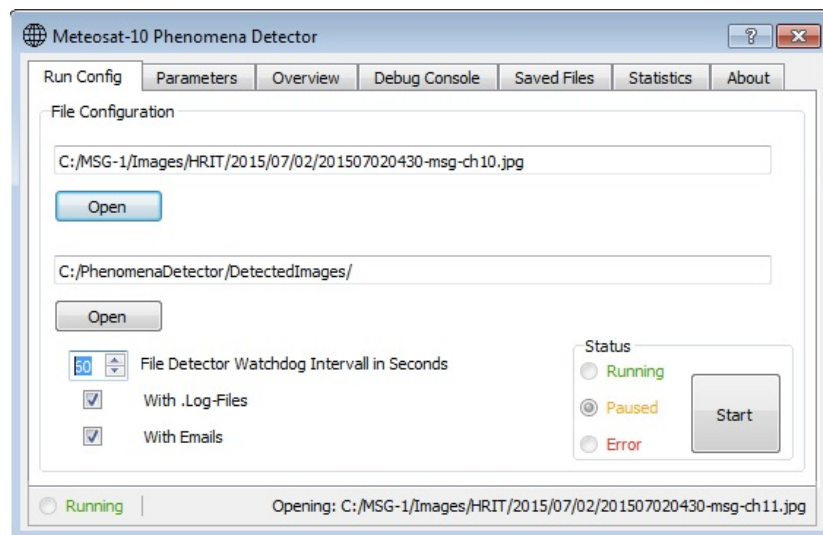 Meteosat-10 Phenomena Detector
Run Config Parameters Overview Debug Console Saved Files Statistics About
File Configuration
C:/MSG-1/Images/HRIT/2015/07/02/201507020430-msg-ch10.jpg
Open
C:/PhenomenaDetector/DetectedImages/
Open
50 File Detector Watchdog Intervall in Seconds
With .Log-Files
With Emails
Status
Running
Paused
Error
Start
Running Opening: C:/MSG-1/Images/HRIT/2015/07/02/201507020430-msg-ch11.jpg